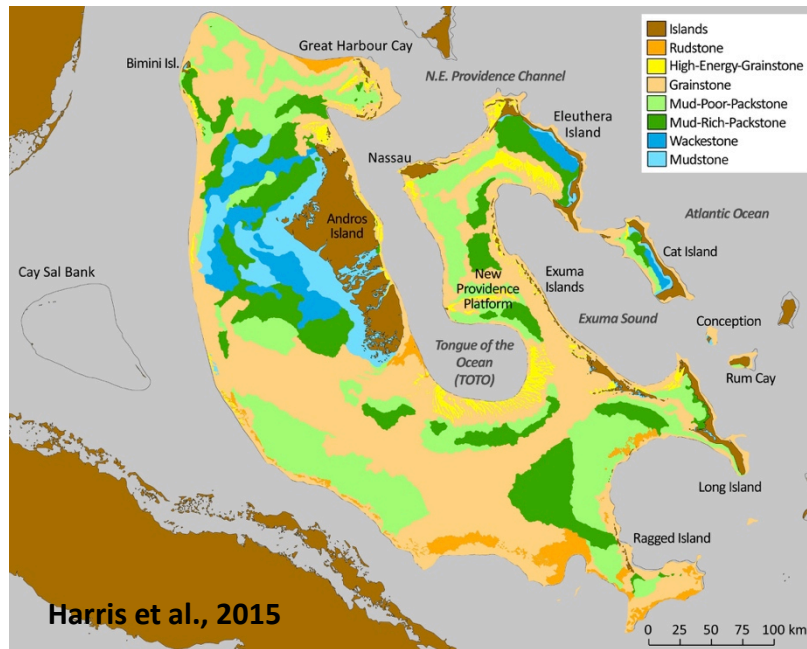 Islands
Rudstone
High-Energy-Grainstone
Grainstone
Mud-Poor-Packstone
Mud-Rich-Packstone
Wackestone
Mudstone
Great Harbour Cay
Bimini Isl.
N.E. Providence Channel
Eleuthera
Island
Nassau
Atlantic Ocean
Andros
Island
Cat Island
New
Providence
Platform
Exuma
Islands
Cay Sal Bank
Conception
Exuma Sound
Tongue of the
Ocean
(TOTO)
Rum Cay
Long Island
Ragged Island
Harris et al., 2015
0 25 50 75 100 km